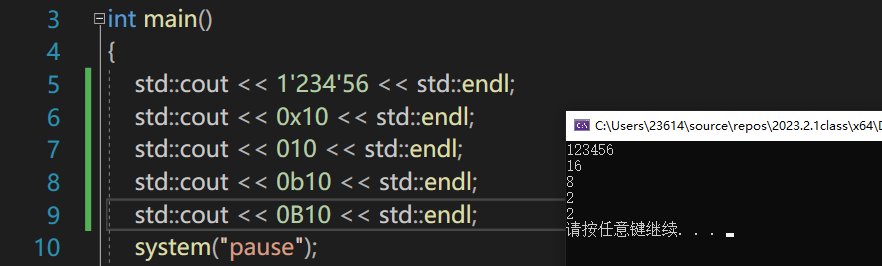 3 int main()
4 {
5 std::cout << 1'234'56 << std::endl;
6 std::cout << 0x10 << std::endl;
7 std::cout << 010 << std::endl;
8 std::cout << 0b10 << std::endl;
9 std::cout << 0B10 << std::endl;
10 system("pause");
C:\Users\23614\source\repos\2023.2.1class\x64\D
123456
16
8
2
2
请按任意键继续. . .